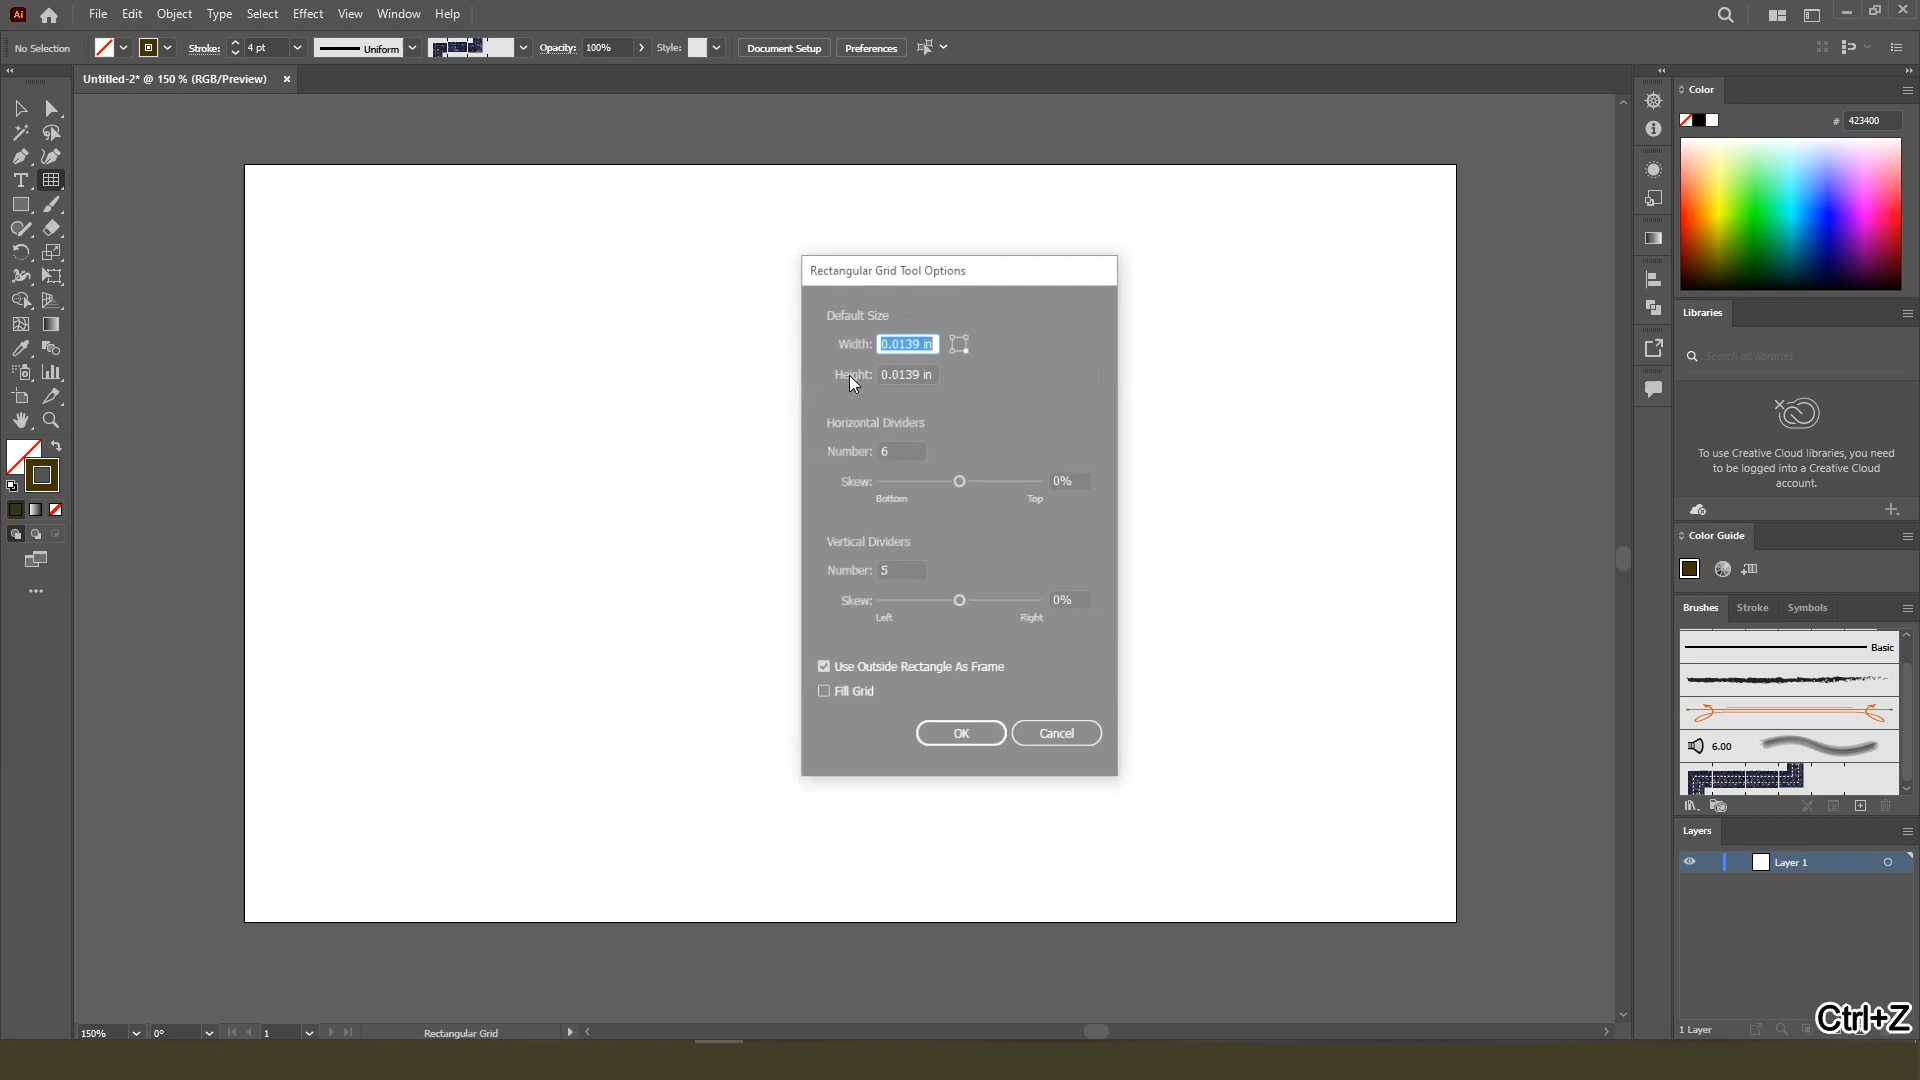 Ai File Edit Object Type Select Effect View Window Help
No Selection Stroke: 4 pt Uniform Opacity: 100% Style: Document Setup Preferences
Untitled-2* @ 150 % (RGB/Preview) ×
Color
# 423400
Rectangular Grid Tool Options
Default Size
Width: 0.0139 in
Height: 0.0139 in
Horizontal Dividers
Number: 6
Skew: 0%
Bottom Top
Vertical Dividers
Number: 5
Skew: 0%
Left Right
Use Outside Rectangle As Frame
Fill Grid
OK Cancel
Libraries
Search all libraries
To use Creative Cloud libraries, you need
to be logged into a Creative Cloud
account.
Color Guide
Brushes Stroke Symbols
Basic
6.00
Layers
Layer 1
1 Layer
Ctrl+Z
150% 0° 1 Rectangular Grid